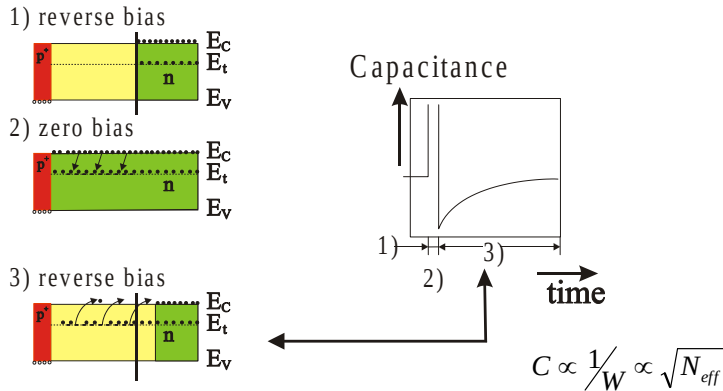 1) reverse bias
p+
n
EC
Et
EV
2) zero bias
p+
n
EC
Et
EV
3) reverse bias
p+
n
EC
Et
EV
Capacitance
1)
2)
3)
time
C ∝ 1/W ∝ √Neff